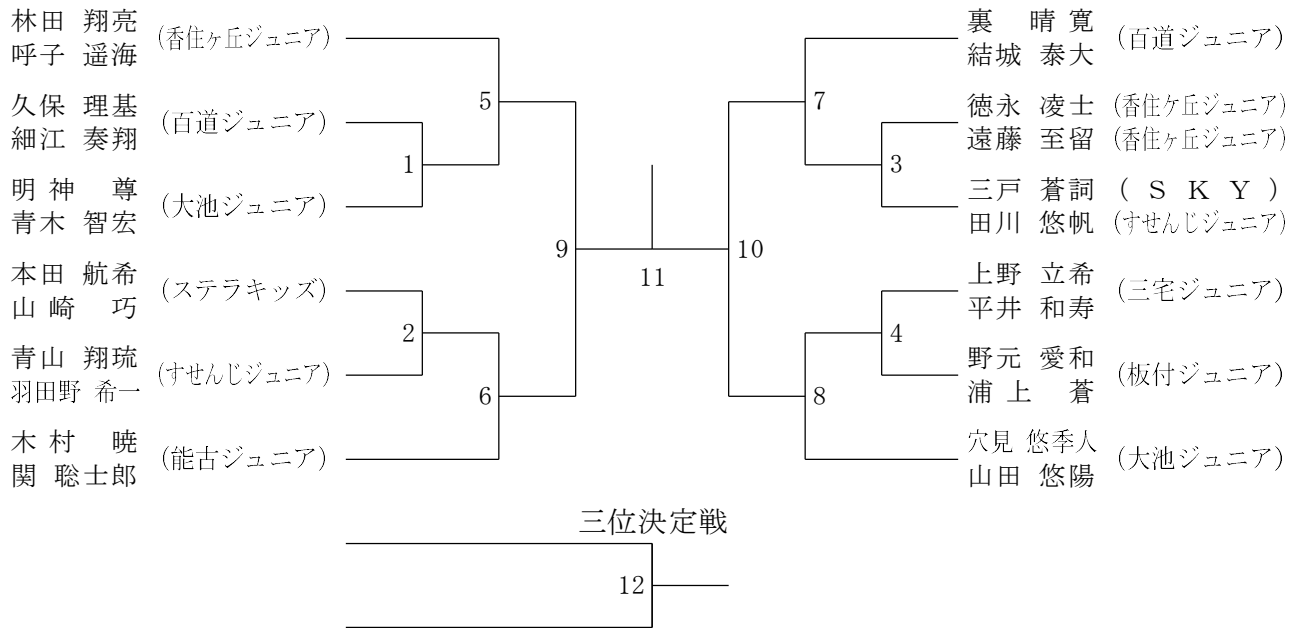 林田 翔亮
呼子 遥海
(香住ヶ丘ジュニア)
久保 理基
細江 奏翔
(百道ジュニア)
明神 尊
青木 智宏
(大池ジュニア)
本田 航希
山崎 巧
(ステラキッズ)
青山 翔琉
羽田野 希一
(すせんじジュニア)
木村 暁
関 聡士郎
(能古ジュニア)
1
2
5
6
9
11
10
7
8
3
4
裏 晴寛
結城 泰大
(百道ジュニア)
徳永 凌士 (香住ケ丘ジュニア)
遠藤 至留 (香住ヶ丘ジュニア)
三戸 蒼詞 (SKY)
田川 悠帆 (すせんじジュニア)
上野 立希
平井 和寿
(三宅ジュニア)
野元 愛和
浦上 蒼
(板付ジュニア)
穴見 悠季人
山田 悠陽
(大池ジュニア)
三位決定戦
12